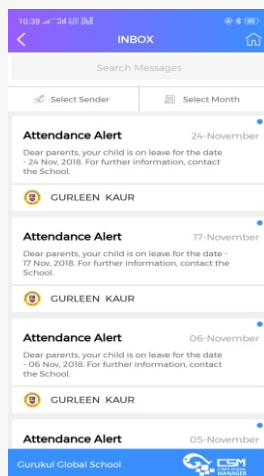 10:38
INBOX
Search Messages
Select Sender
Select Month
Attendance Alert
24-November
Dear parents, your child is on leave for the date
- 24 Nov, 2018. For further information, contact
the School.
GURLEEN KAUR
Attendance Alert
17-November
Dear parents, your child is on leave for the date -
17 Nov, 2018. For further information, contact the
School.
GURLEEN KAUR
Attendance Alert
06-November
Dear parents, your child is on leave for the date
- 06 Nov, 2018. For further information, contact
the School.
GURLEEN KAUR
Attendance Alert
05-November
Gurukul Global School
CSM
MANAGER